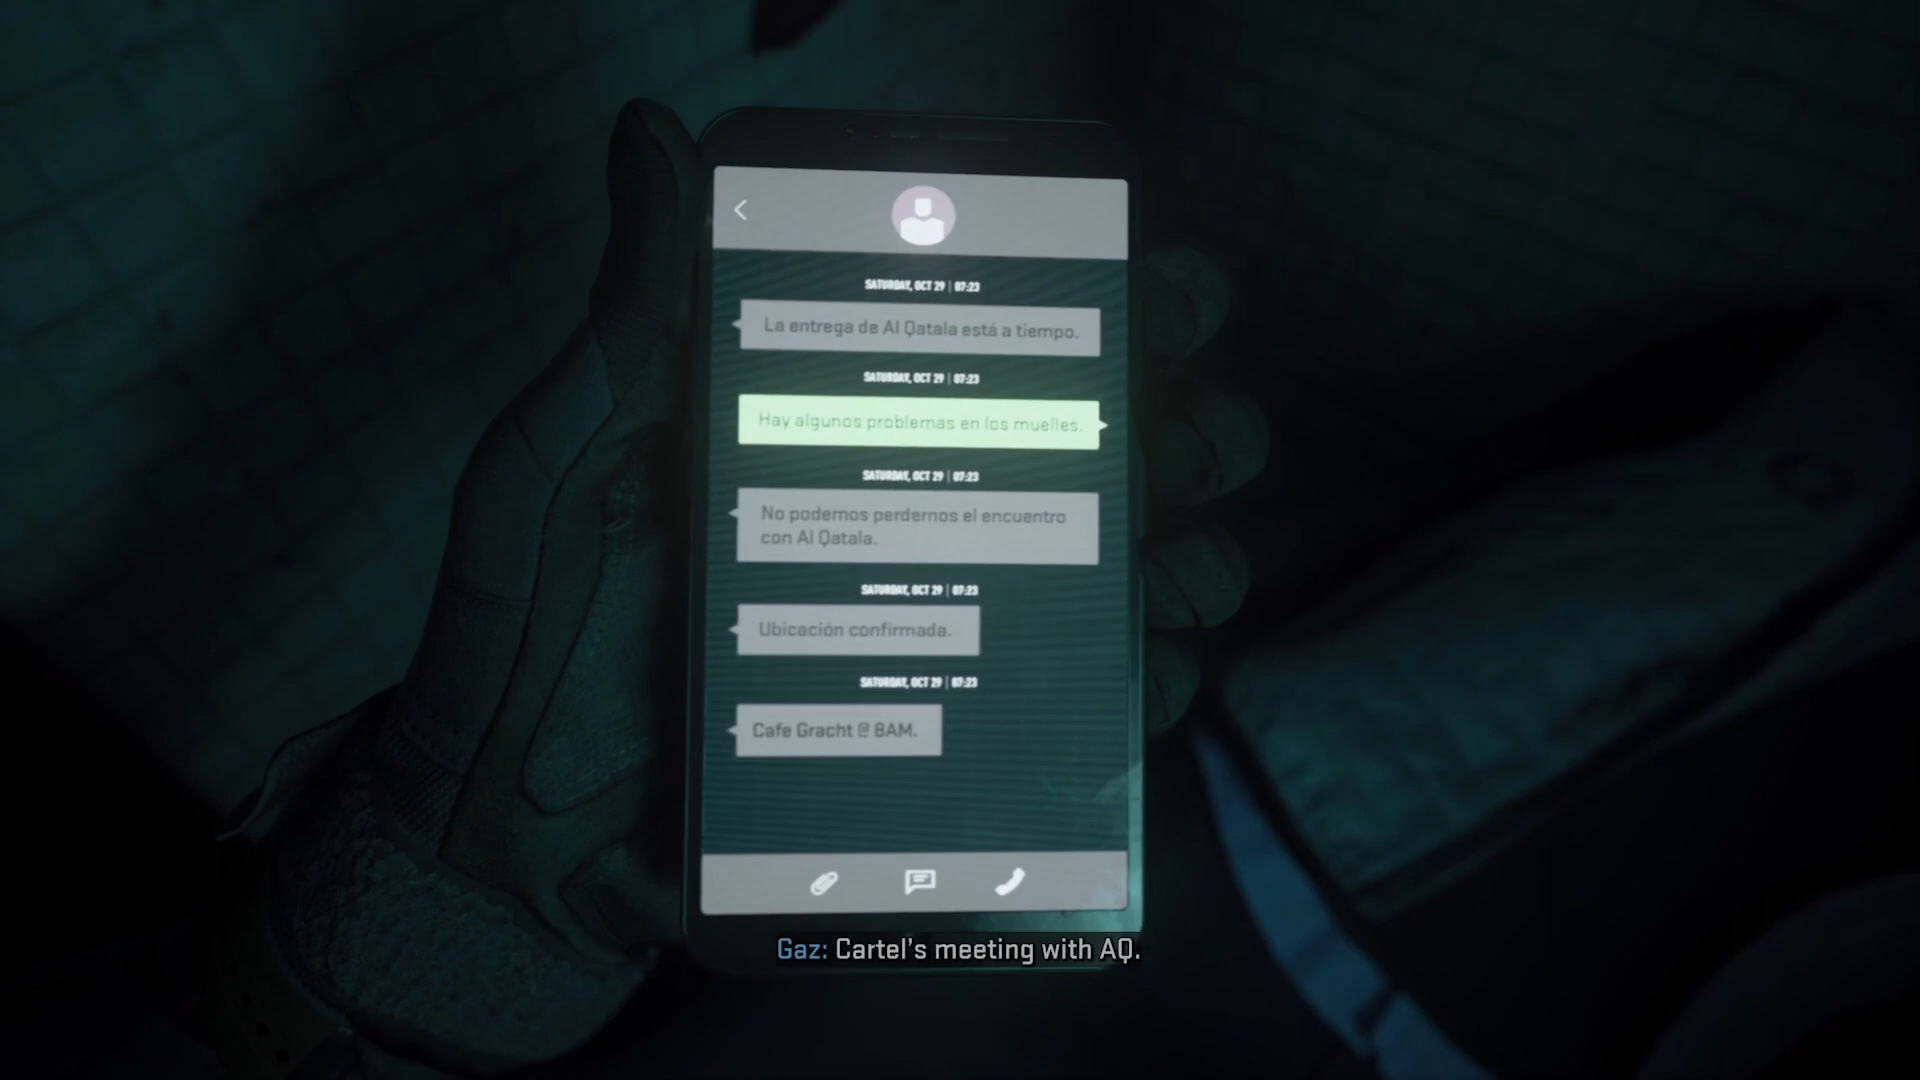 SATURDAY, OCT 29 | 07:23
La entrega de Al Qatala está a tiempo.
SATURDAY, OCT 29 | 07:23
Hay algunos problemas en los muelles.
SATURDAY, OCT 29 | 07:23
No podemos perdernos el encuentro
con Al Qatala.
SATURDAY, OCT 29 | 07:23
Ubicación confirmada.
SATURDAY, OCT 29 | 07:23
Cafe Gracht @ 8AM.
Gaz: Cartel's meeting with AQ.